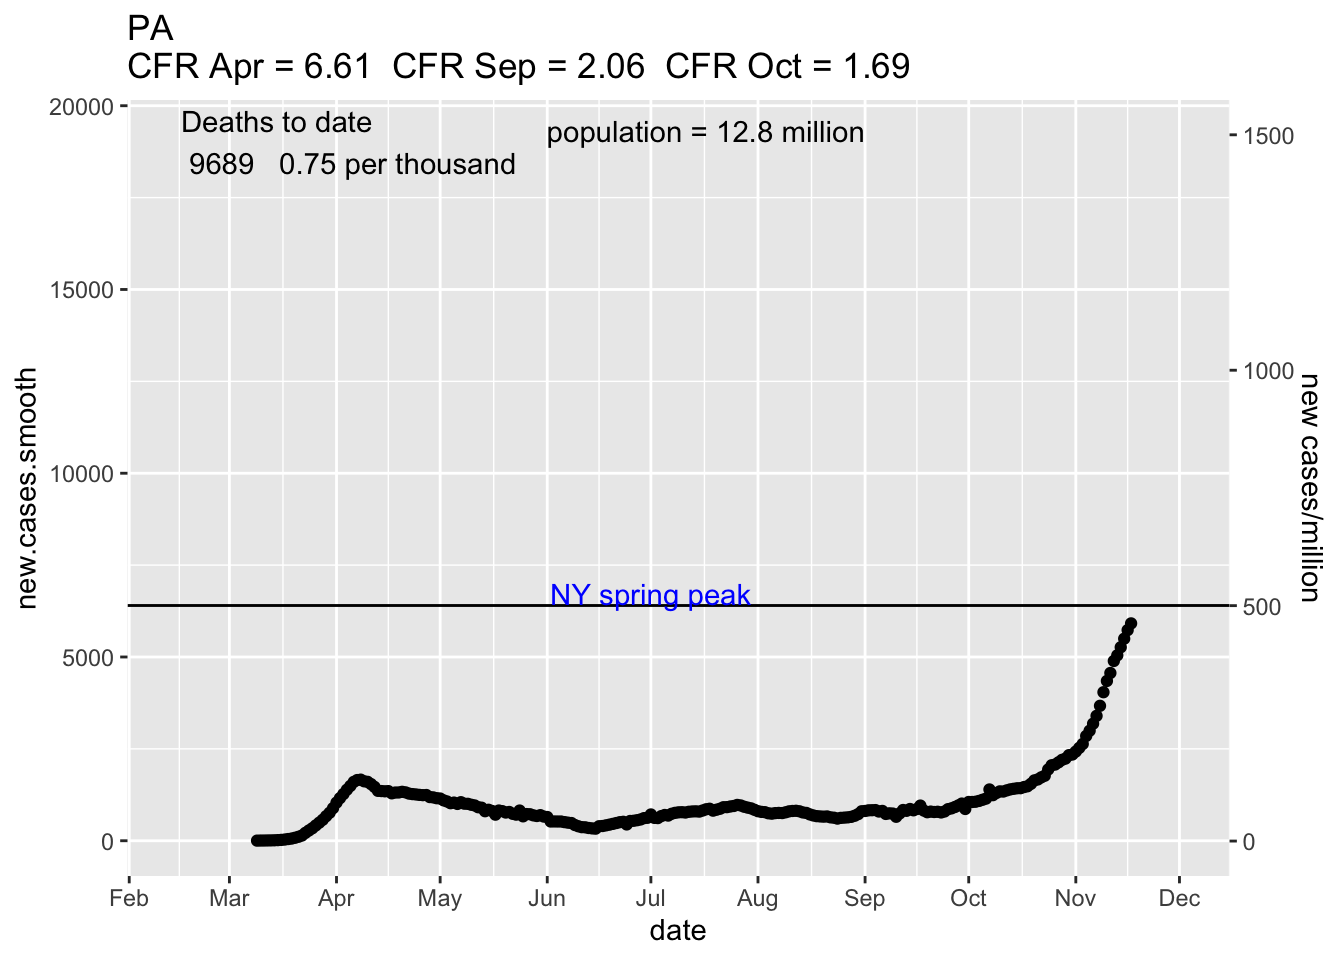 PA
CFR Apr = 6.61  CFR Sep = 2.06  CFR Oct = 1.69
Deaths to date
9689   0.75 per thousand
population = 12.8 million
20000
15000
10000
5000
0
new.cases.smooth
NY spring peak
1500
1000
500
0
new cases/million
Feb Mar Apr May Jun Jul Aug Sep Oct Nov Dec
date